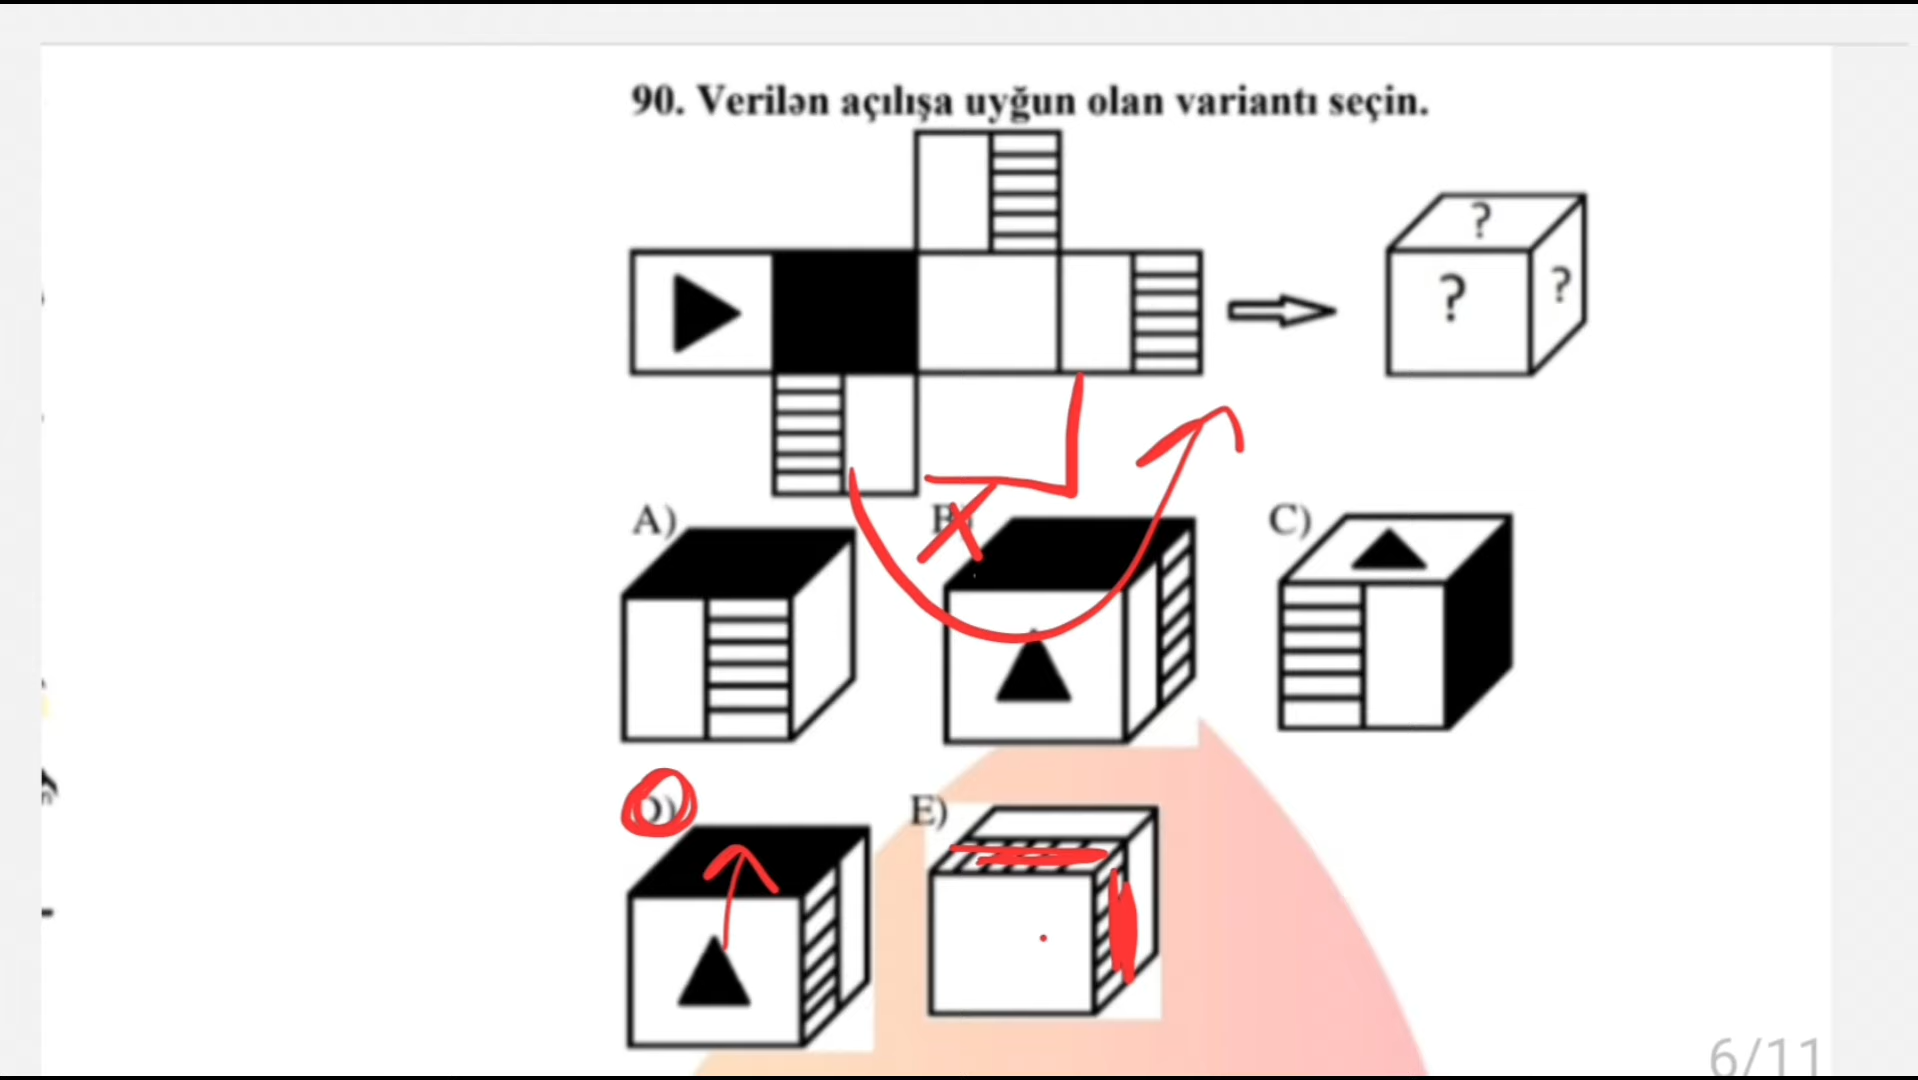 90. Verilən açılışa uyğun olan variantı seçin.
?
?
?
A)
B)
C)
D)
E)
6/11